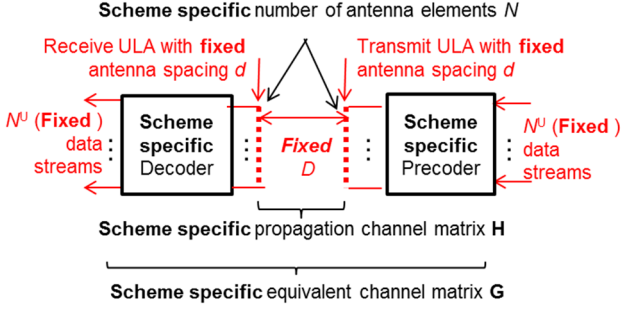 Scheme specific number of antenna elements N
Receive ULA with fixed
antenna spacing d
Transmit ULA with fixed
antenna spacing d
N^U (Fixed )
data
streams
Scheme
specific
Decoder
Fixed
D
Scheme
specific
Precoder
N^U (Fixed )
data
streams
Scheme specific propagation channel matrix H
Scheme specific equivalent channel matrix G